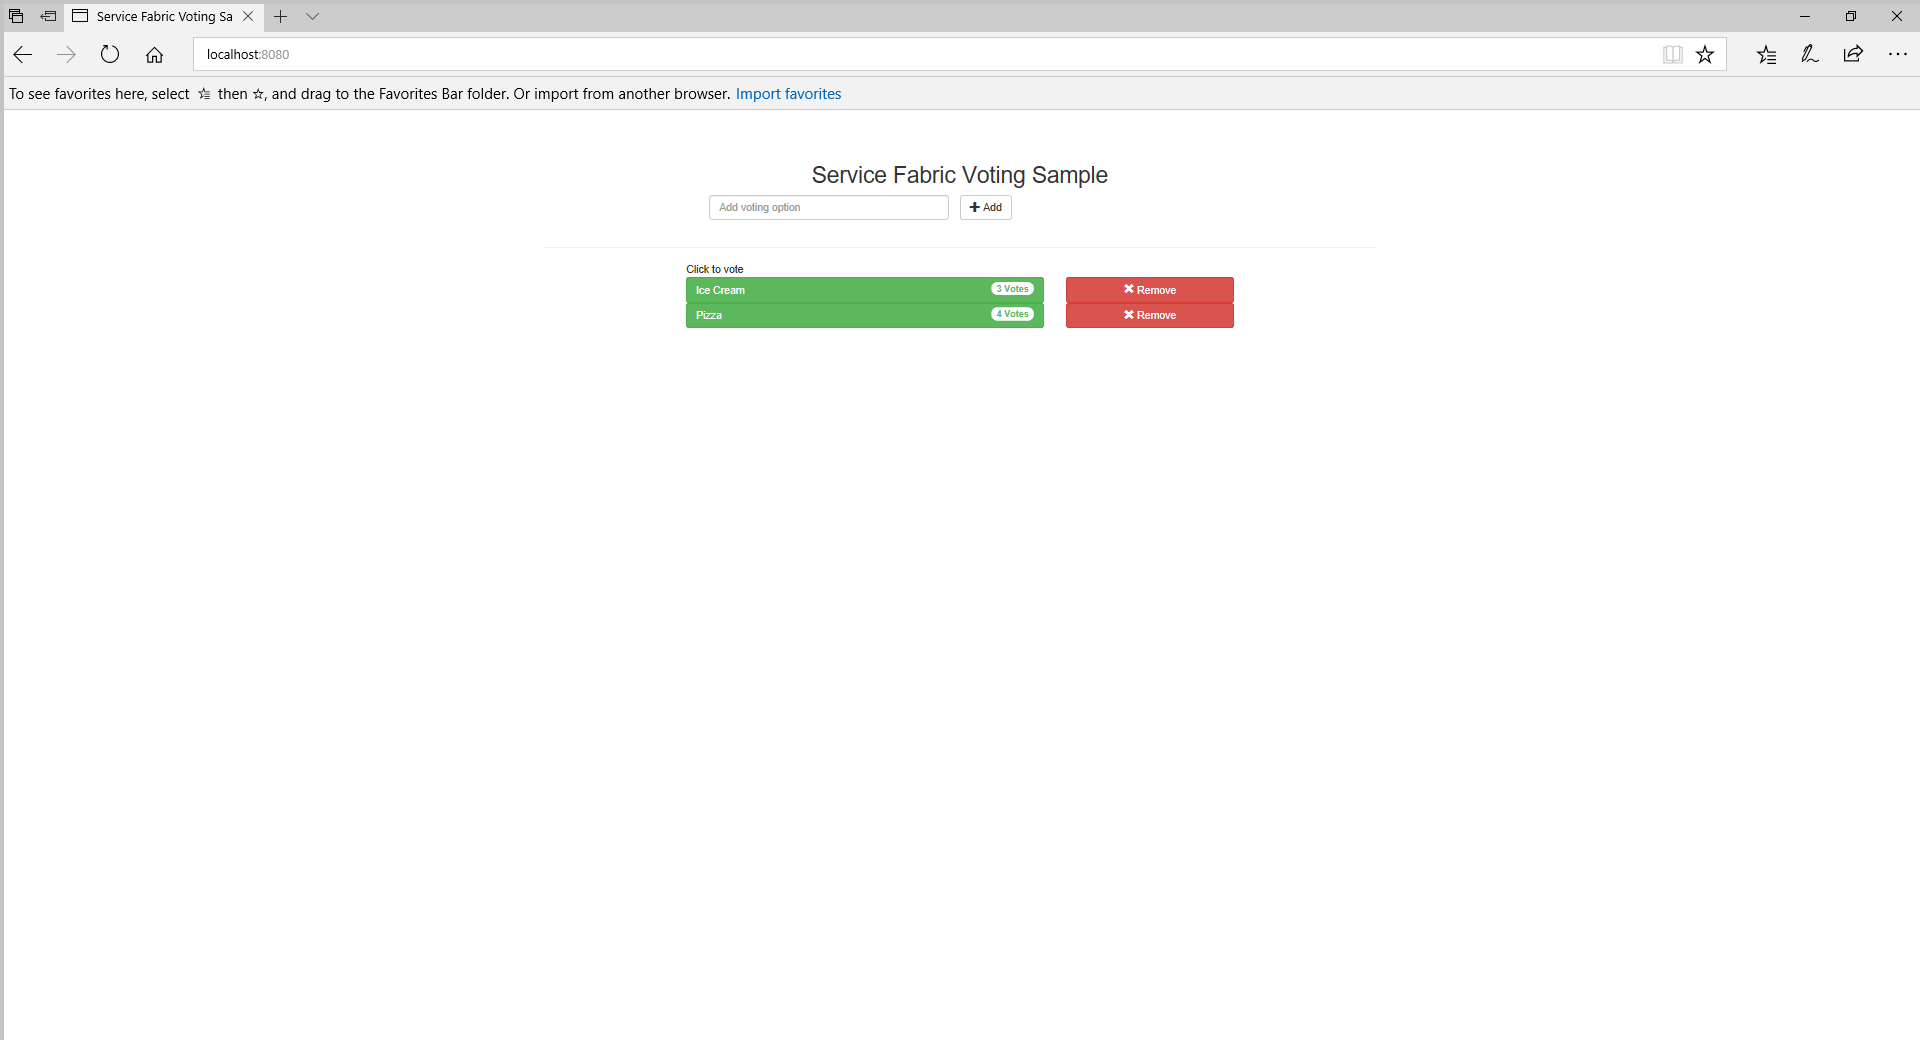 Service Fabric Voting Sa
localhost:8080
To see favorites here, select then , and drag to the Favorites Bar folder. Or import from another browser. Import favorites
Service Fabric Voting Sample
Add voting option
Add
Click to vote
Ice Cream 3 Votes Remove
Pizza 4 Votes Remove